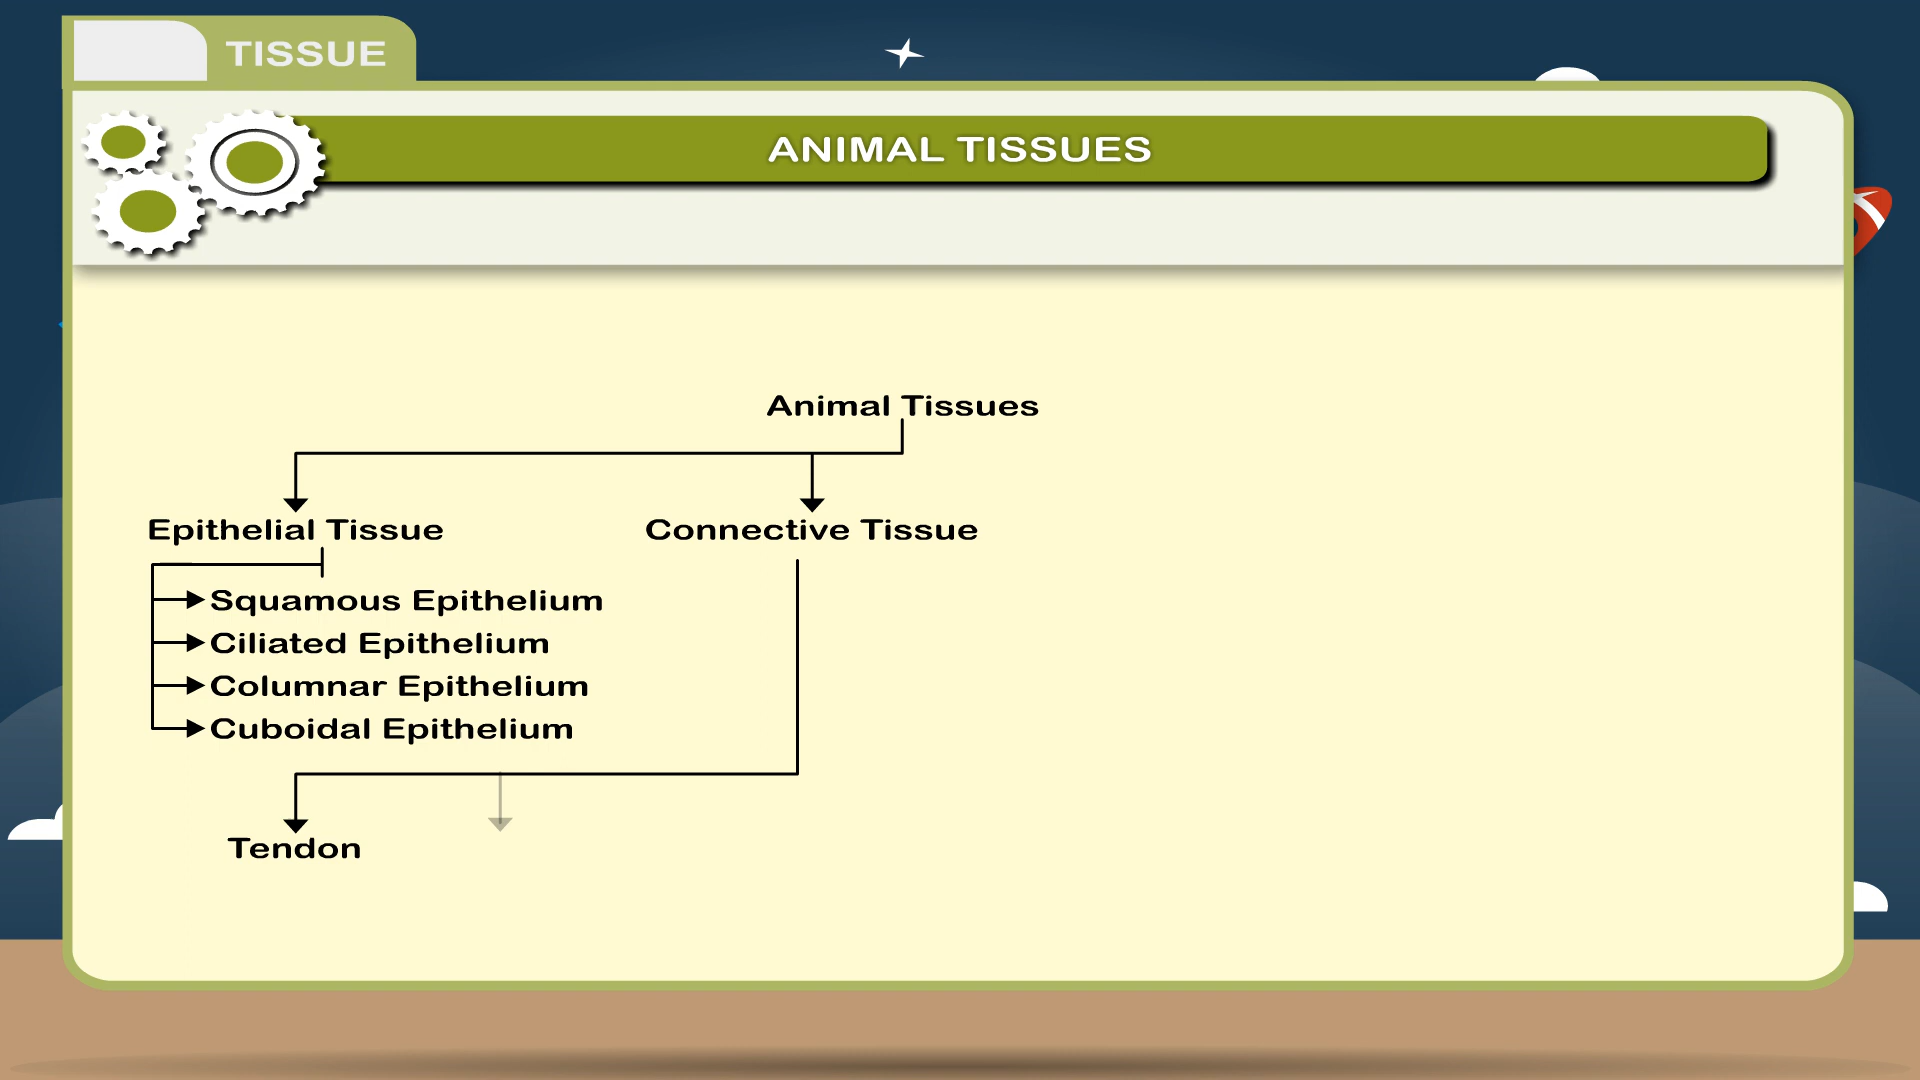 TISSUE
ANIMAL TISSUES
Animal Tissues
Epithelial Tissue
Connective Tissue
Squamous Epithelium
Ciliated Epithelium
Columnar Epithelium
Cuboidal Epithelium
Tendon